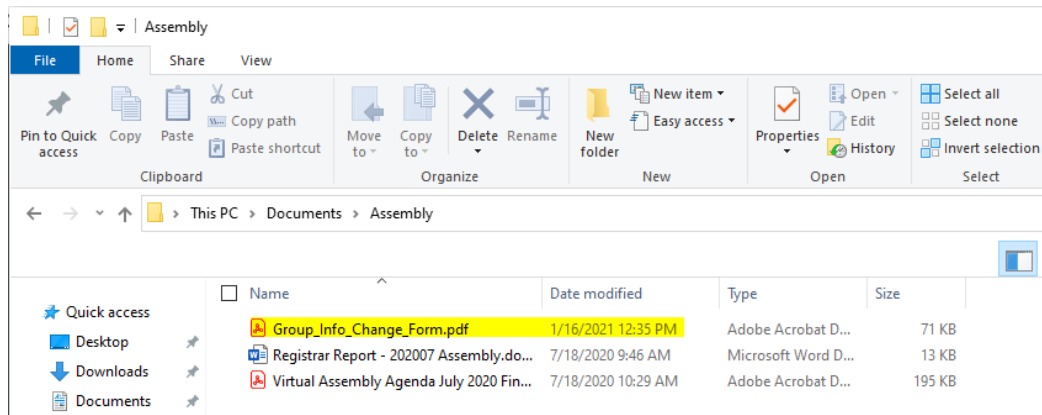 Assembly
File Home Share View
Pin to Quick access
Copy
Paste
Cut
Copy path
Paste shortcut
Move to
Copy to
Delete
Rename
New folder
New item
Easy access
Properties
Open
Edit
History
Select all
Select none
Invert selection
Clipboard Organize New Open Select
This PC > Documents > Assembly
Name Date modified Type Size
Quick access
Desktop
Downloads
Documents
Group_Info_Change_Form.pdf 1/16/2021 12:35 PM Adobe Acrobat D... 71 KB
Registrar Report - 202007 Assembly.do... 7/18/2020 9:46 AM Microsoft Word D... 13 KB
Virtual Assembly Agenda July 2020 Fin... 7/18/2020 10:29 AM Adobe Acrobat D... 195 KB